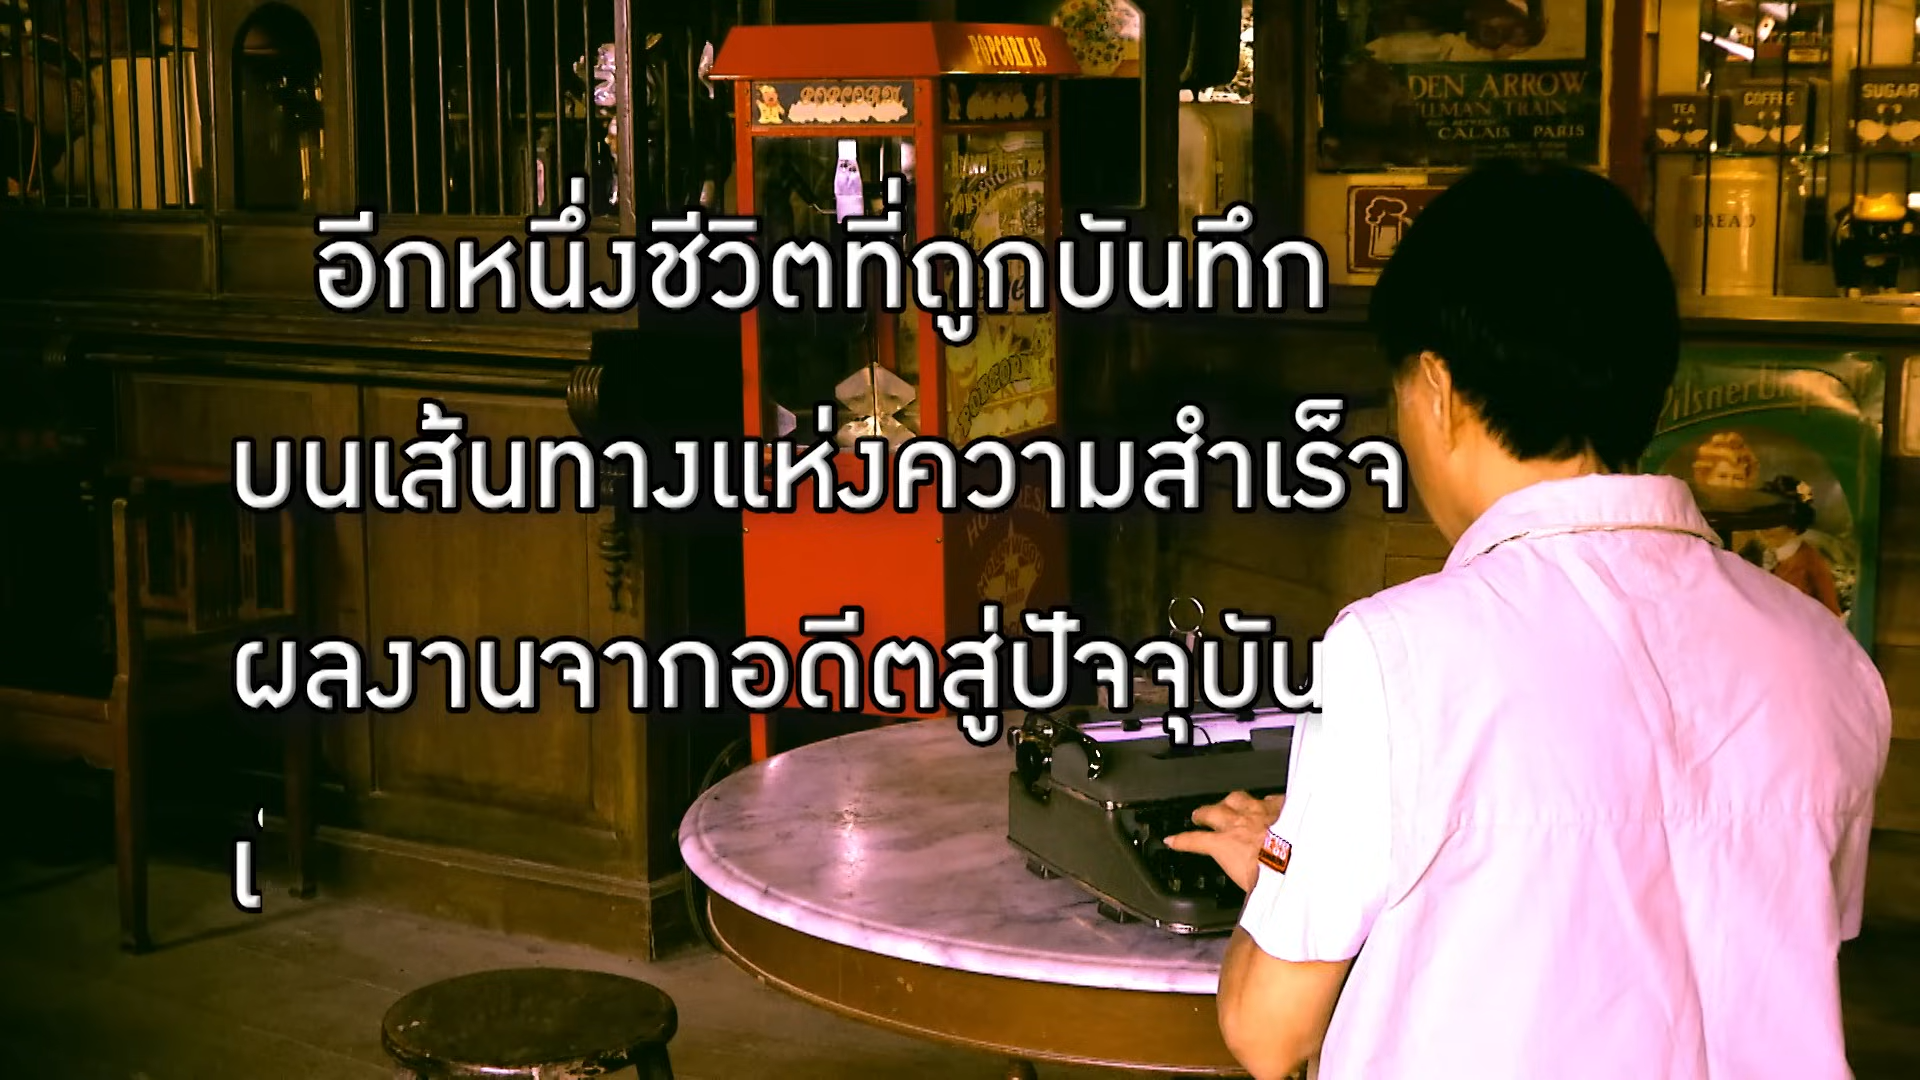 POPCORN IS
POPCORN
DEN ARROW
CALAIS PARIS
TEA
COFFEE
SUGAR
BREAD
อีกหนึ่งชีวิตที่ถูกบันทึก
บนเส้นทางแห่งความสำเร็จ
ผลงานจากอดีตสู่ปัจจุบัน